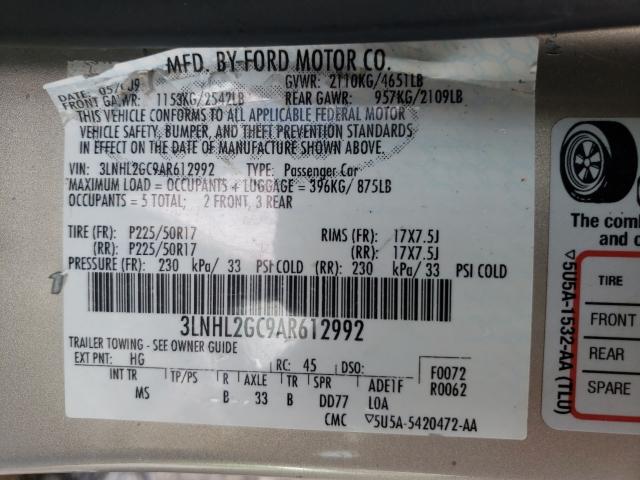 MFD. BY FORD MOTOR CO.
DATE: 05/09 GVWR: 2110KG/4651LB
FRONT GAWR: 1153KG/2542LB REAR GAWR: 957KG/2109LB
THIS VEHICLE CONFORMS TO ALL APPLICABLE FEDERAL MOTOR
VEHICLE SAFETY, BUMPER, AND THEFT PREVENTION STANDARDS
IN EFFECT ON THE DATE OF MANUFACTURE SHOWN ABOVE.
VIN: 3LNHL2GC9AR612992 TYPE: Passenger Car
MAXIMUM LOAD = OCCUPANTS + LUGGAGE = 396KG/ 875LB
OCCUPANTS = 5 TOTAL; 2 FRONT, 3 REAR
TIRE (FR): P225/50R17 RIMS (FR): 17X7.5J
(RR): P225/50R17 (RR): 17X7.5J
PRESSURE (FR): 230 kPa/ 33 PSI COLD (RR): 230 kPa/ 33 PSI COLD
3LNHL2GC9AR612992
TRAILER TOWING - SEE OWNER GUIDE
EXT PNT: HG RC: 45 DSO: F0072
INT TR TP/PS R AXLE TR SPR ADE1F R0062
MS B 33 B DD77 L0A
CMC ▽5U5A-5420472-AA
The comb
and c
TIRE
FRONT
REAR
SPARE
▽5U5A-1532-AA (TLU)